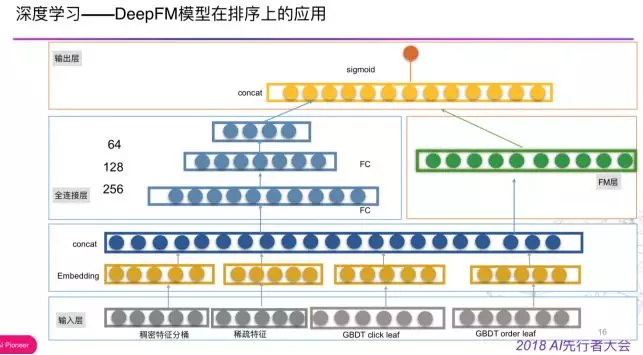 深度学习——DeepFM模型在排序上的应用
输出层
sigmoid
concat
64
128
256
全连接层
FC
FC
FM层
concat
Embedding
输入层
稠密特征分桶
稀疏特征
GBDT click leaf
GBDT order leaf
16
AI Pioneer
2018 AI先行者大会